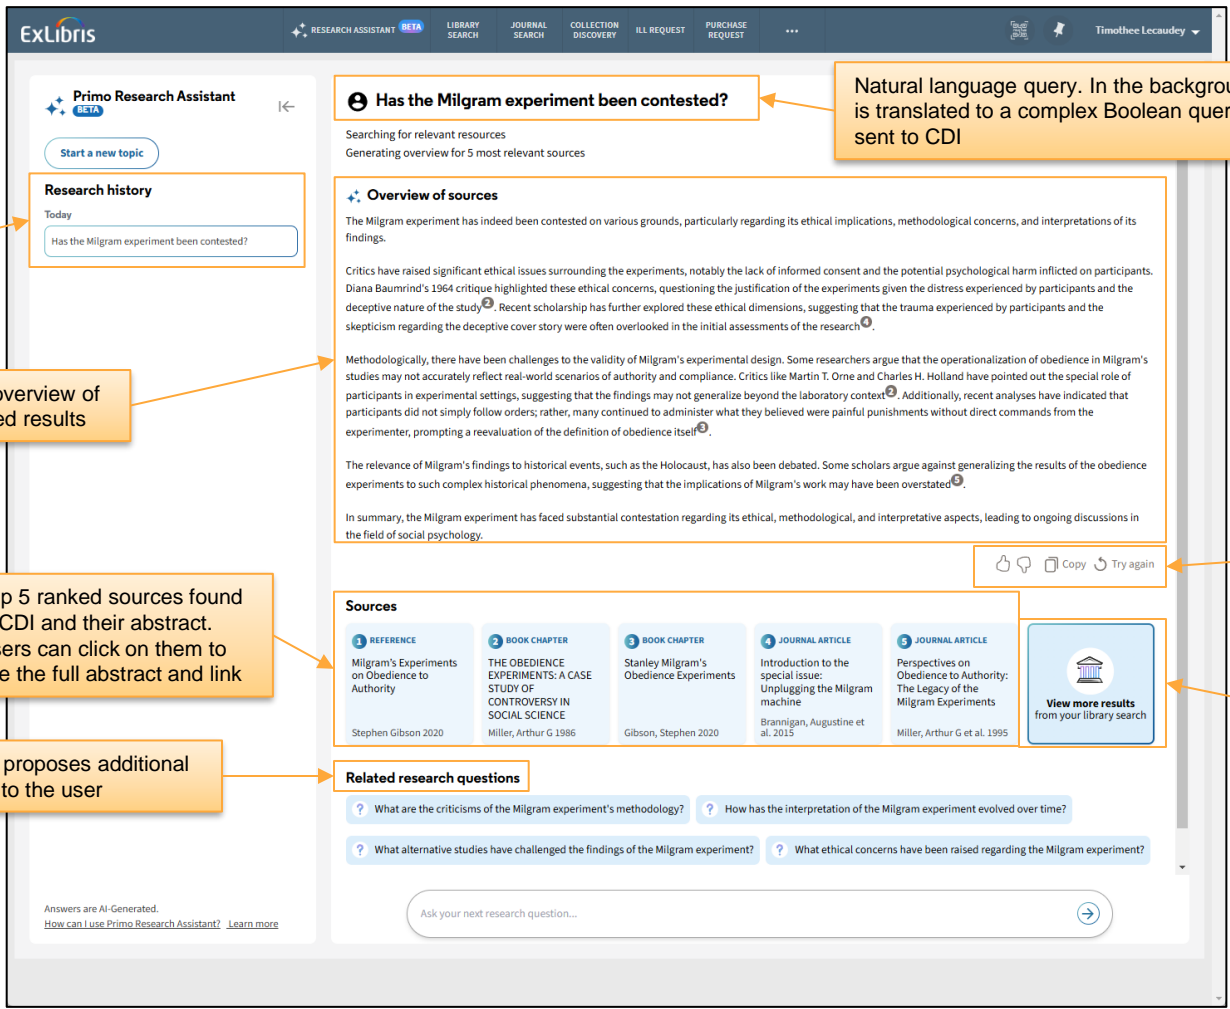 ExLibris
RESEARCH ASSISTANT BETA
LIBRARY SEARCH
JOURNAL SEARCH
COLLECTION DISCOVERY
ILL REQUEST
PURCHASE REQUEST
•••
Timothee Lecaudey
Primo Research Assistant
BETA
Start a new topic
Research history
Today
Has the Milgram experiment been contested?
Has the Milgram experiment been contested?
Natural language query. In the
is translated to a complex Boolean
sent to CDI
Searching for relevant resources
Generating overview for 5 most relevant sources
Overview of sources
The Milgram experiment has indeed been contested on various grounds, particularly regarding its ethical implications, methodological concerns, and interpretations of its
findings.
Critics have raised significant ethical issues surrounding the experiments, notably the lack of informed consent and the potential psychological harm inflicted on participants.
Diana Baumrind's 1964 critique highlighted these ethical concerns, questioning the justification of the experiments given the distress experienced by participants and the
deceptive nature of the study 2. Recent scholarship has further explored these ethical dimensions, suggesting that the trauma experienced by participants and the
skepticism regarding the deceptive cover story were often overlooked in the initial assessments of the research 4.
Methodologically, there have been challenges to the validity of Milgram's experimental design. Some researchers argue that the operationalization of obedience in Milgram's
studies may not accurately reflect real-world scenarios of authority and compliance. Critics like Martin T. Orne and Charles H. Holland have pointed out the special role of
participants in experimental settings, suggesting that the findings may not generalize beyond the laboratory context 2. Additionally, recent analyses have indicated that
participants did not simply follow orders; rather, many continued to administer what they believed were painful punishments without direct commands from the
experimenter, prompting a reevaluation of the definition of obedience itself 3.
The relevance of Milgram's findings to historical events, such as the Holocaust, has also been debated. Some scholars argue against generalizing the results of the obedience
experiments to such complex historical phenomena, suggesting that the implications of Milgram's work may have been overstated 5.
In summary, the Milgram experiment has faced substantial contestation regarding its ethical, methodological, and interpretative aspects, leading to ongoing discussions in
the field of social psychology.
overview of
results
Copy
Try again
5 ranked sources found
CDI and their abstract.
can click on them to
the full abstract and link
Sources
1 REFERENCE
Milgram's Experiments
on Obedience to
Authority
Stephen Gibson 2020
2 BOOK CHAPTER
THE OBEDIENCE
EXPERIMENTS: A CASE
STUDY OF
CONTROVERSY IN
SOCIAL SCIENCE
Miller, Arthur G 1986
3 BOOK CHAPTER
Stanley Milgram's
Obedience Experiments
Gibson, Stephen 2020
4 JOURNAL ARTICLE
Introduction to the
special issue:
Unplugging the Milgram
machine
Brannigan, Augustine et
al. 2015
5 JOURNAL ARTICLE
Perspectives on
Obedience to Authority:
The Legacy of the
Milgram Experiments
Miller, Arthur G et al. 1995
View more results
from your library search
proposes additional
to the user
Related research questions
? What are the criticisms of the Milgram experiment's methodology?
? How has the interpretation of the Milgram experiment evolved over time?
? What alternative studies have challenged the findings of the Milgram experiment?
? What ethical concerns have been raised regarding the Milgram experiment?
Ask your next research question...
Answers are AI-Generated.
How can I use Primo Research Assistant? Learn more